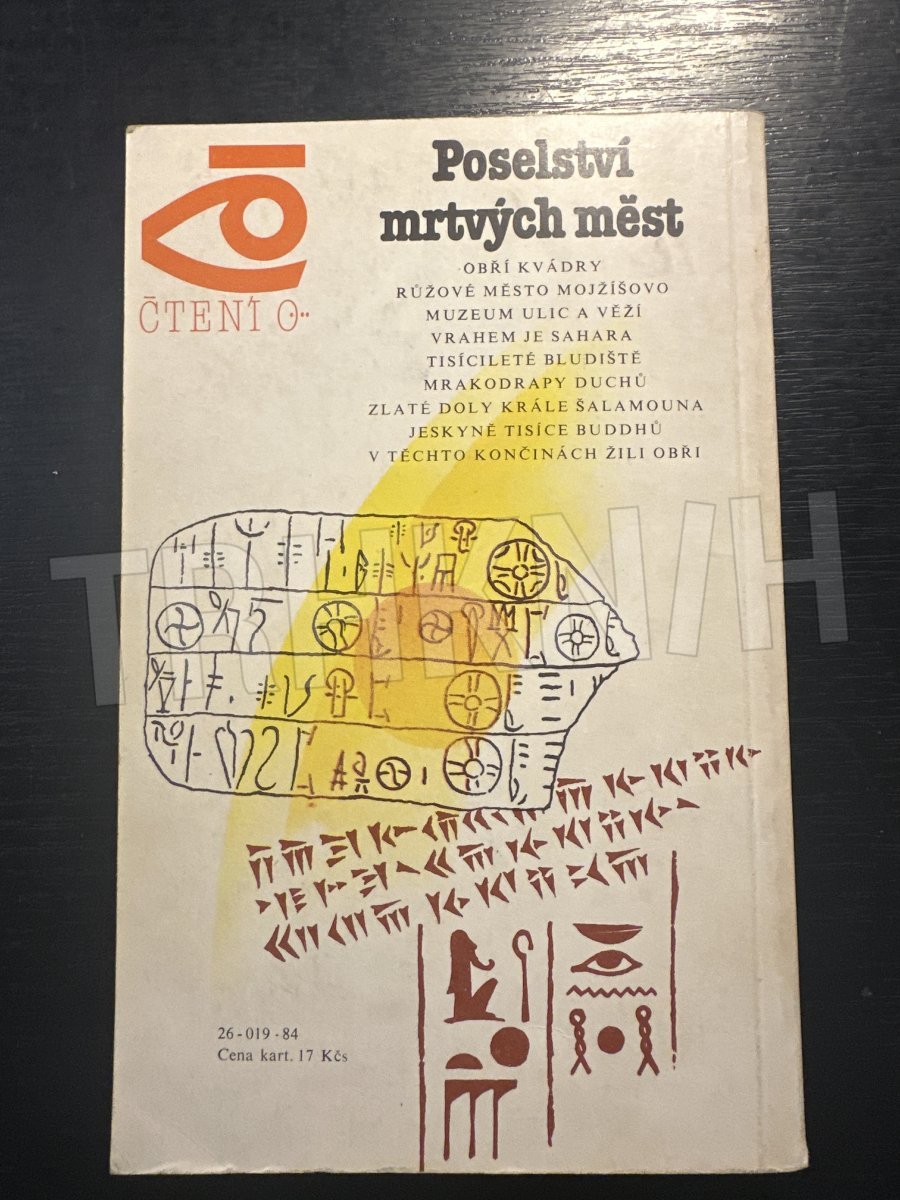 Poselství
mrtvých měst
ČTENÍ O...
OBŘÍ KVÁDRY
RŮŽOVÉ MĚSTO MOJŽÍŠOVO
MUZEUM ULIC A VĚŽÍ
VRAHEM JE SAHARA
TISÍCILETÉ BLUDIŠTĚ
MRAKODRAPY DUCHŮ
ZLATÉ DOLY KRÁLE ŠALAMOUNA
JESKYNĚ TISÍCE BUDDHŮ
V TĚCHTO KONČINÁCH ŽILI OBŘI
TRHKNIH
26-019-84
Cena kart. 17 Kčs